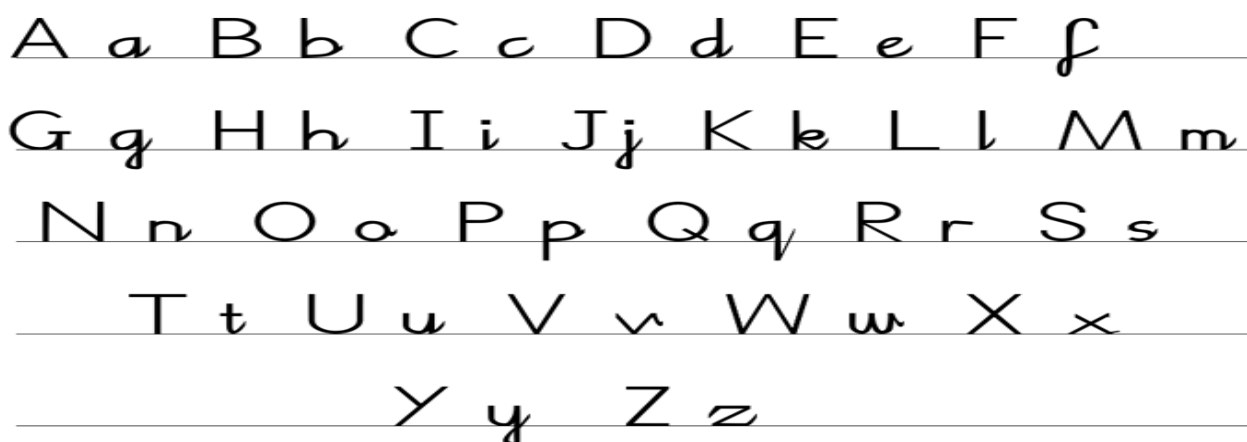 A a B b C c D d E e F f
G g H h I i J j K k L l M m
N n O o P p Q q R r S s
T t U u V v W w X x
Y y Z z